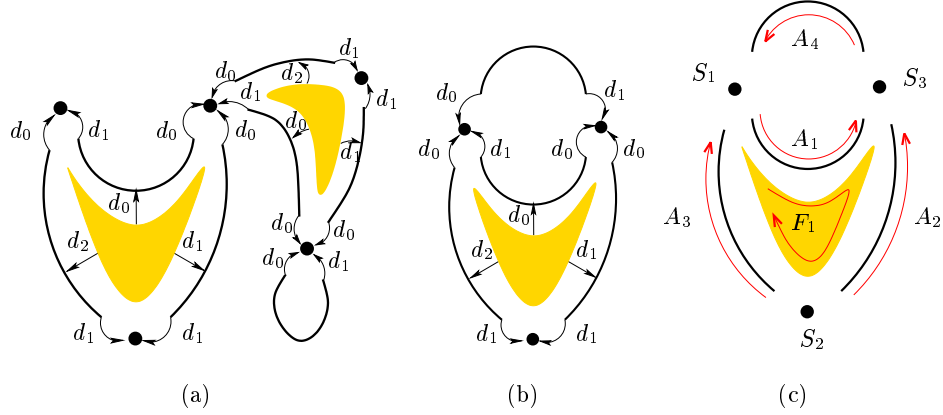 d₁
d₀
d₂
d₁
d₁
d₀
d₁
d₀
d₀
d₀
d₁
d₀
d₂
d₁
d₀
d₀
d₀
d₁
d₁
d₁
(a)
d₀
d₁
d₀
d₁
d₀
d₀
d₀
d₂
d₁
d₁
d₁
(b)
A₄
S₁
S₃
A₁
A₃
F₁
A₂
S₂
(c)